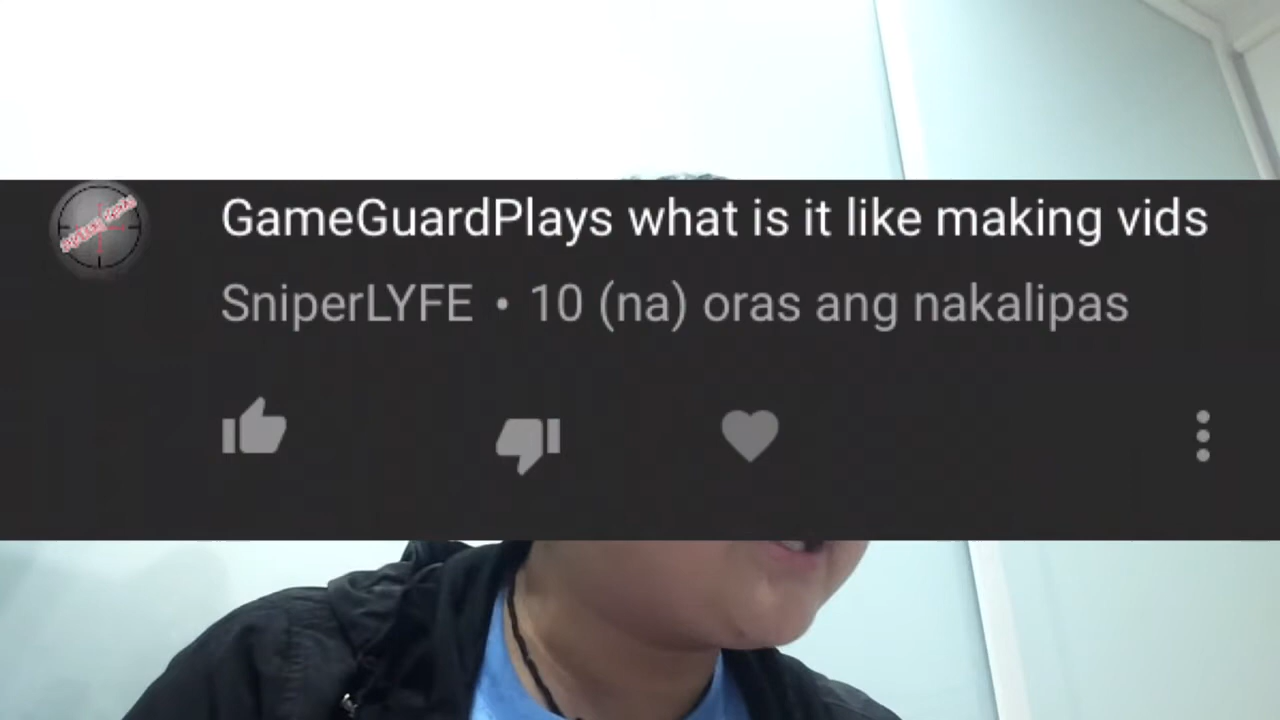 GameGuardPlays what is it like making vids
SniperLYFE • 10 (na) oras ang nakalipas